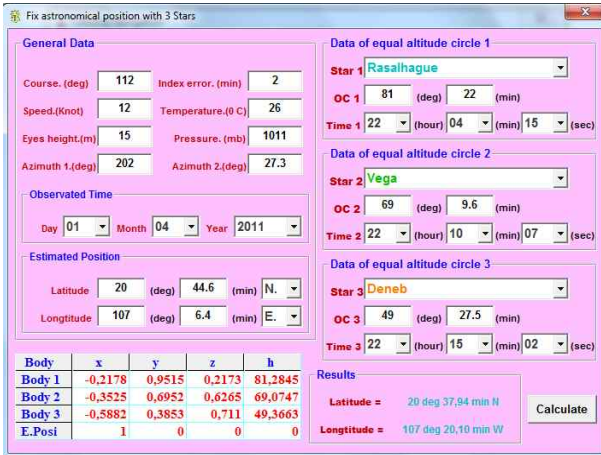 Fix astronomical position with 3 Stars
General Data
Course. (deg) 112 Index error. (min) 2
Speed.(Knot) 12 Temperature.(0 C) 26
Eyes height.(m) 15 Pressure. (mb) 1011
Azimuth 1.(deg) 202 Azimuth 2.(deg) 27.3
Observated Time
Day 01 Month 04 Year 2011
Estimated Position
Latitude 20 (deg) 44.6 (min) N.
Longtitude 107 (deg) 6.4 (min) E.
Body x y z h
Body 1 -0,2178 0,9515 0,2173 81,2845
Body 2 -0,3525 0,6952 0,6265 69,0747
Body 3 -0,5882 0,3853 0,711 49,3663
E.Posi 1 0 0 0
Data of equal altitude circle 1
Star 1 Rasalhague
OC 1 81 (deg) 22 (min)
Time 1 22 (hour) 04 (min) 15 (sec)
Data of equal altitude circle 2
Star 2 Vega
OC 2 69 (deg) 9.6 (min)
Time 2 22 (hour) 10 (min) 07 (sec)
Data of equal altitude circle 3
Star 3 Deneb
OC 3 49 (deg) 27.5 (min)
Time 3 22 (hour) 15 (min) 02 (sec)
Results
Latitude = 20 deg 37,94 min N
Longtitude = 107 deg 20,10 min W
Calculate